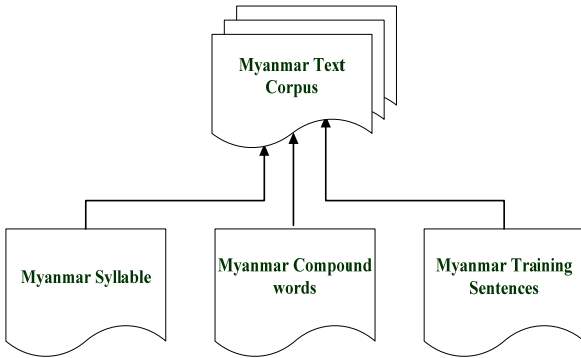 Myanmar Text
Corpus
Myanmar Syllable
Myanmar Compound
words
Myanmar Training
Sentences